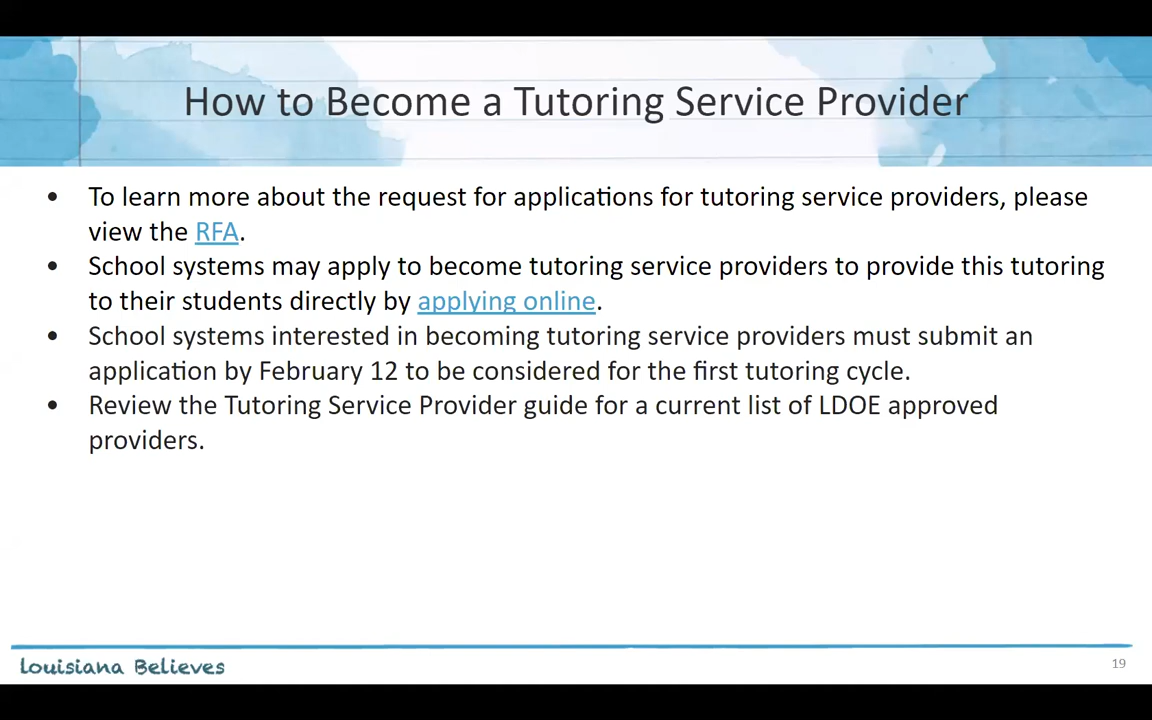 How to Become a Tutoring Service Provider
• To learn more about the request for applications for tutoring service providers, please
view the RFA.
• School systems may apply to become tutoring service providers to provide this tutoring
to their students directly by applying online.
• School systems interested in becoming tutoring service providers must submit an
application by February 12 to be considered for the first tutoring cycle.
• Review the Tutoring Service Provider guide for a current list of LDOE approved
providers.
Louisiana Believes
19